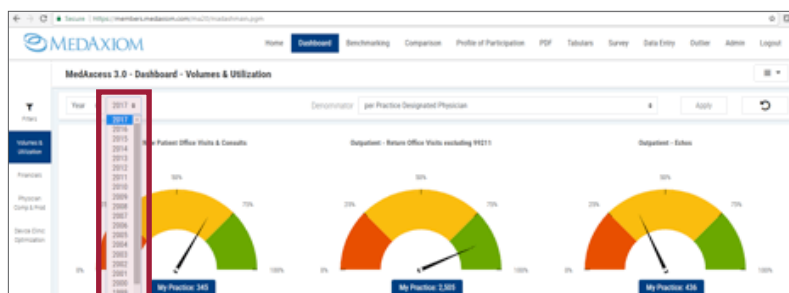 Secure | https://members.medaxiom.com/ma20/madashmain.pgm
MEDAXIOM
Home Dashboard Benchmarking Comparison Profile of Participation PDF Tabulars Survey Data Entry Outlier Admin Logout
MedAxcess 3.0 - Dashboard - Volumes & Utilization
Filters
Year 2017 Denominator per Practice Designated Physician Apply
Volumes & Utilization
Financials
Physician Comp & Prod
Device Clinic Optimization
2017
2016
2015
2014
2013
2012
2011
2010
2009
2008
2007
2006
2005
2004
2003
2002
2001
2000
1999
Patient Office Visits & Consults
Outpatient - Return Office Visits excluding 99211
Outpatient - Echos
50% 50% 50%
75% 25% 75% 25% 75%
0% 100% 0% 100% 0% 100%
My Practice: 345 My Practice: 2,505 My Practice: 436